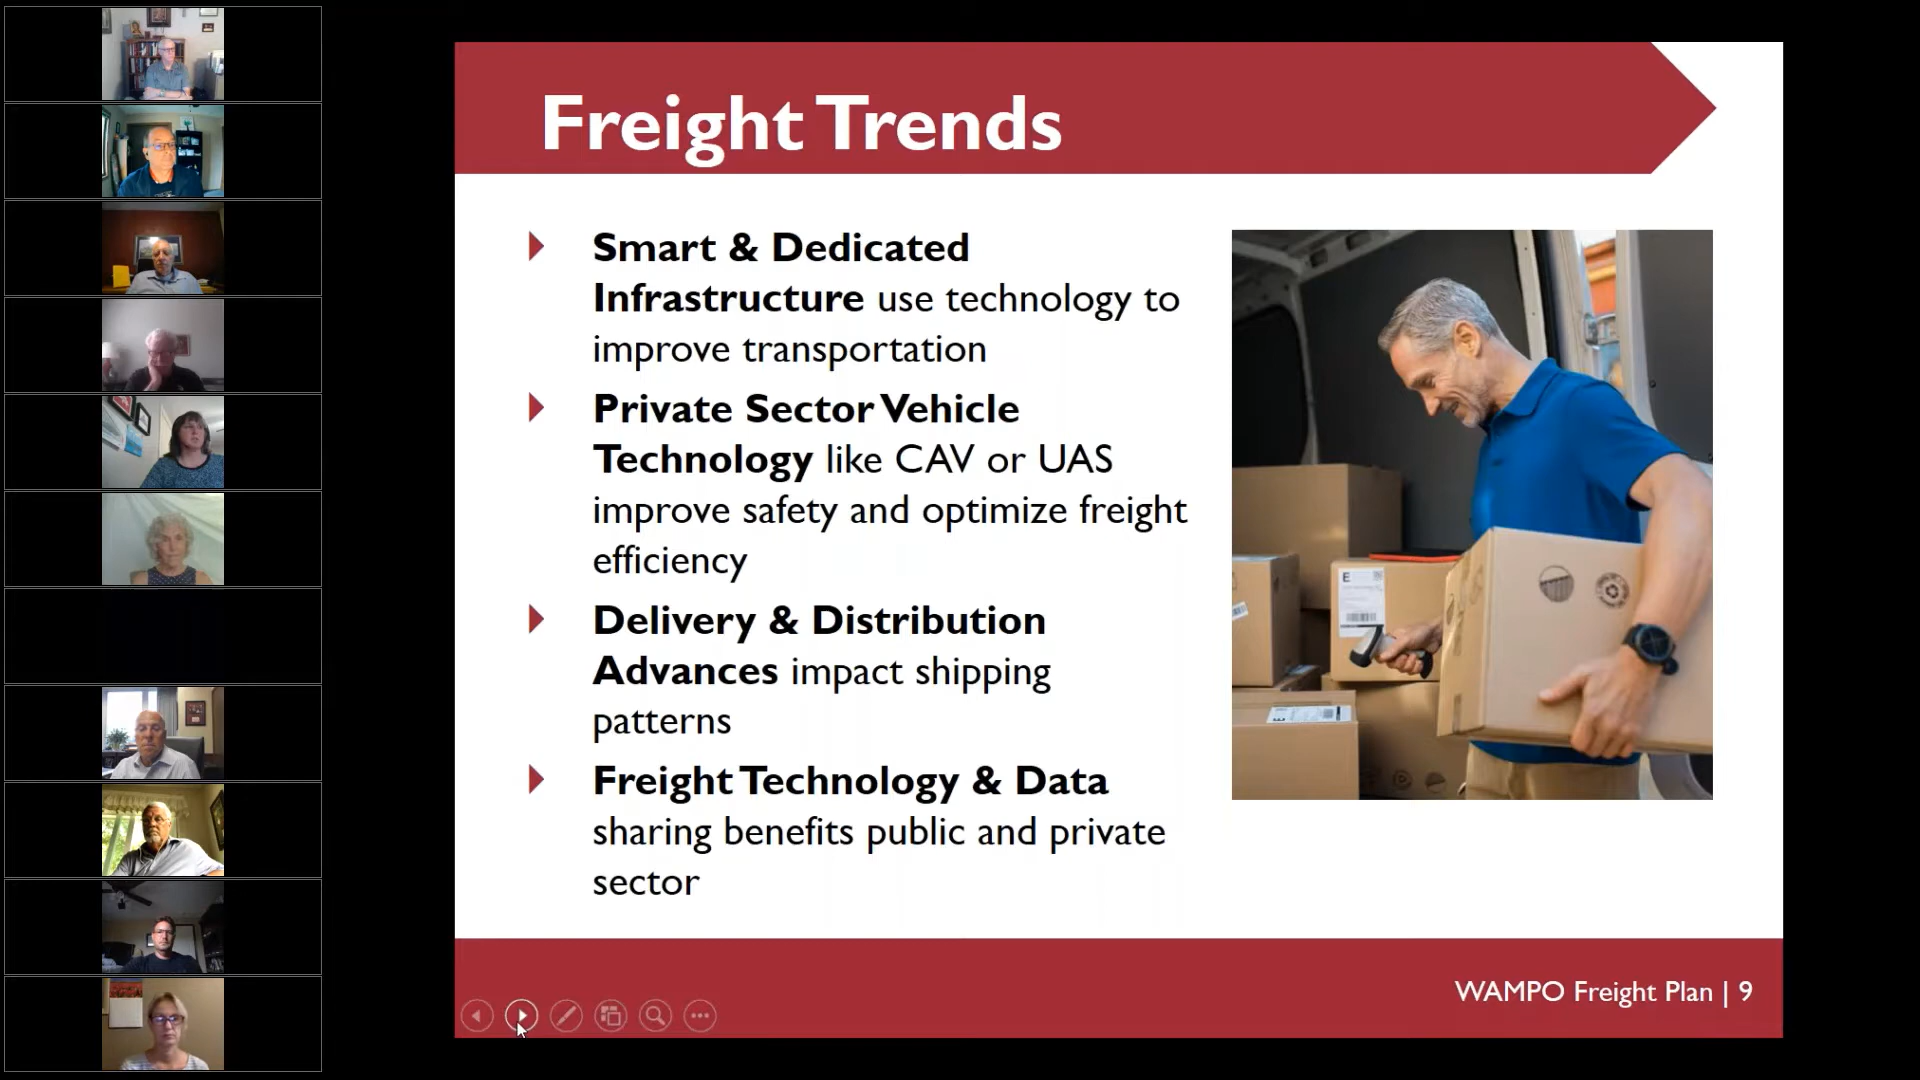 Freight Trends
Smart & Dedicated
Infrastructure use technology to
improve transportation
Private Sector Vehicle
Technology like CAV or UAS
improve safety and optimize freight
efficiency
Delivery & Distribution
Advances impact shipping
patterns
Freight Technology & Data
sharing benefits public and private
sector
E
WAMPO Freight Plan | 9